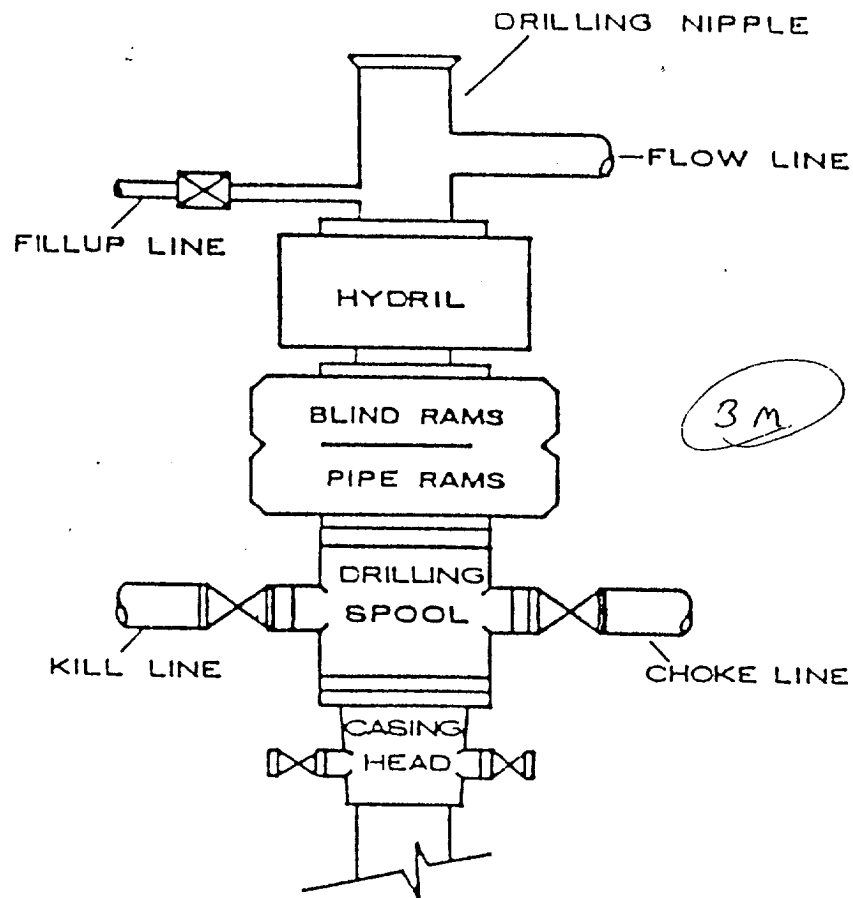 DRILLING NIPPLE
FLOW LINE
FILLUP LINE
HYDRIL
BLIND RAMS
3 M
PIPE RAMS
DRILLING
SPOOL
KILL LINE
CHOKE LINE
CASING
HEAD